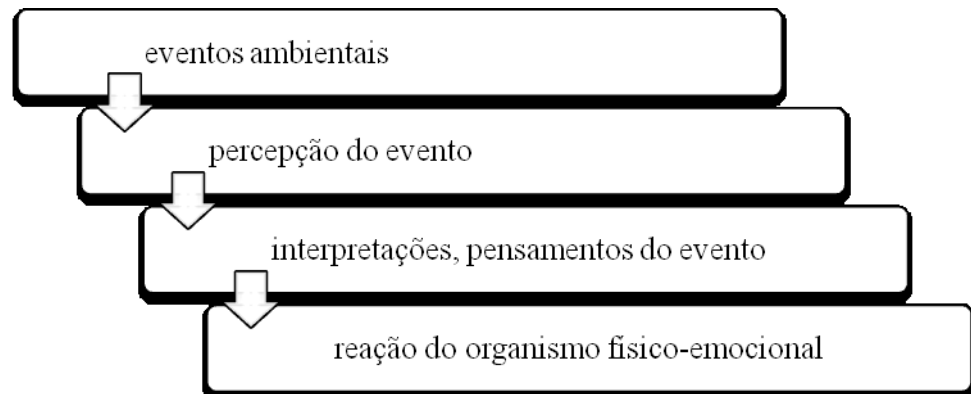 eventos ambientais
percepção do evento
interpretações, pensamentos do evento
reação do organismo físico-emocional